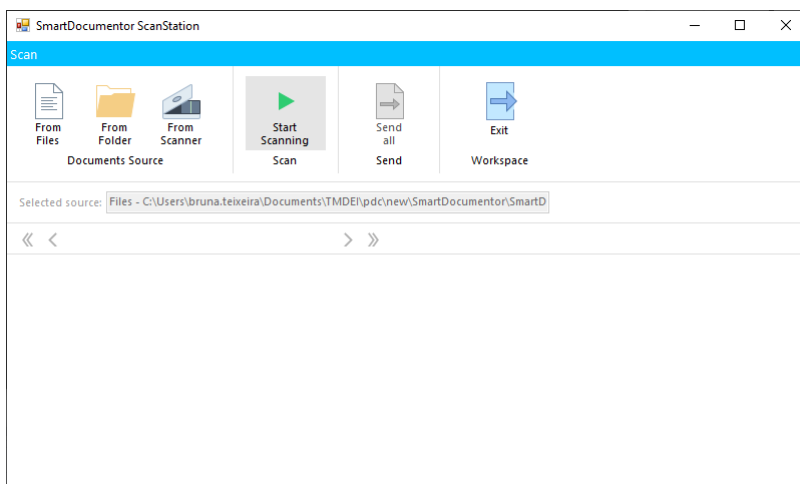 SmartDocumentor ScanStation
Scan
From Files
From Folder
From Scanner
Start Scanning
Send all
Exit
Documents Source
Scan
Send
Workspace
Selected source: Files - C:\Users\bruna.teixeira\Documents\TMDEI\pdc\new\SmartDocumentor\SmartD